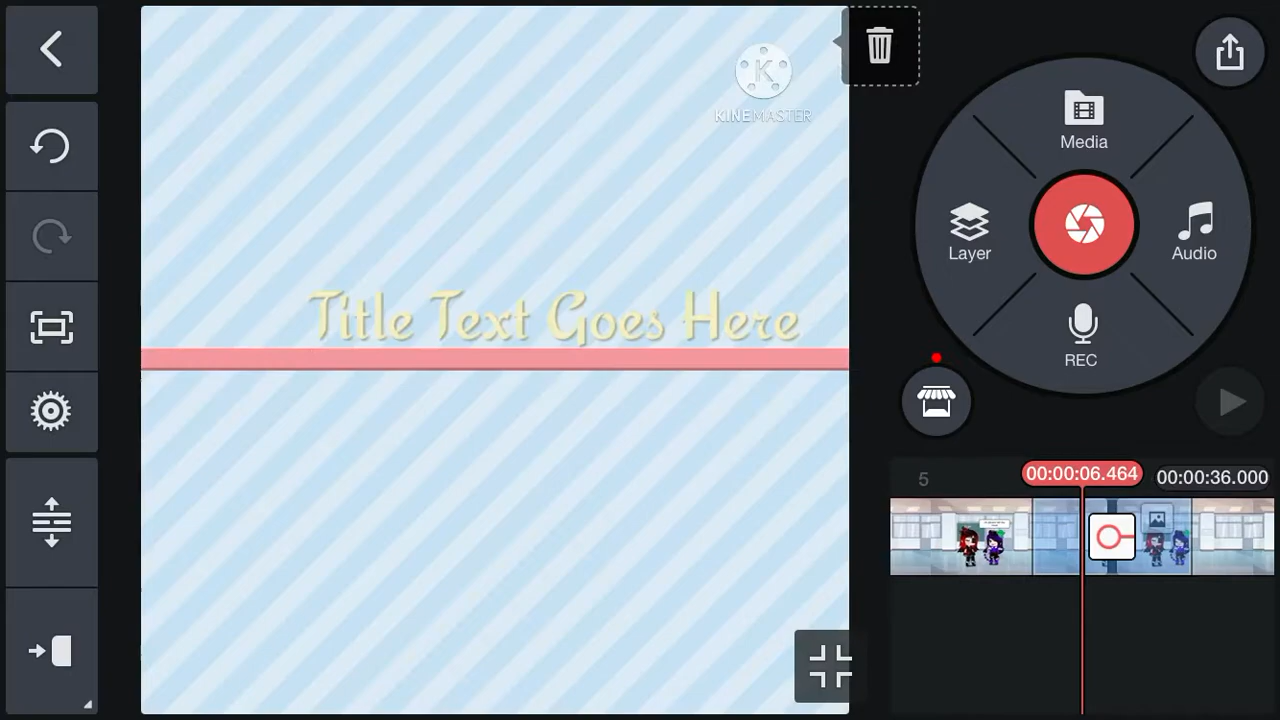 KINEMASTER
Media
Layer
Audio
Title Text Goes Here
REC
5
00:00:06.464
00:00:36.000